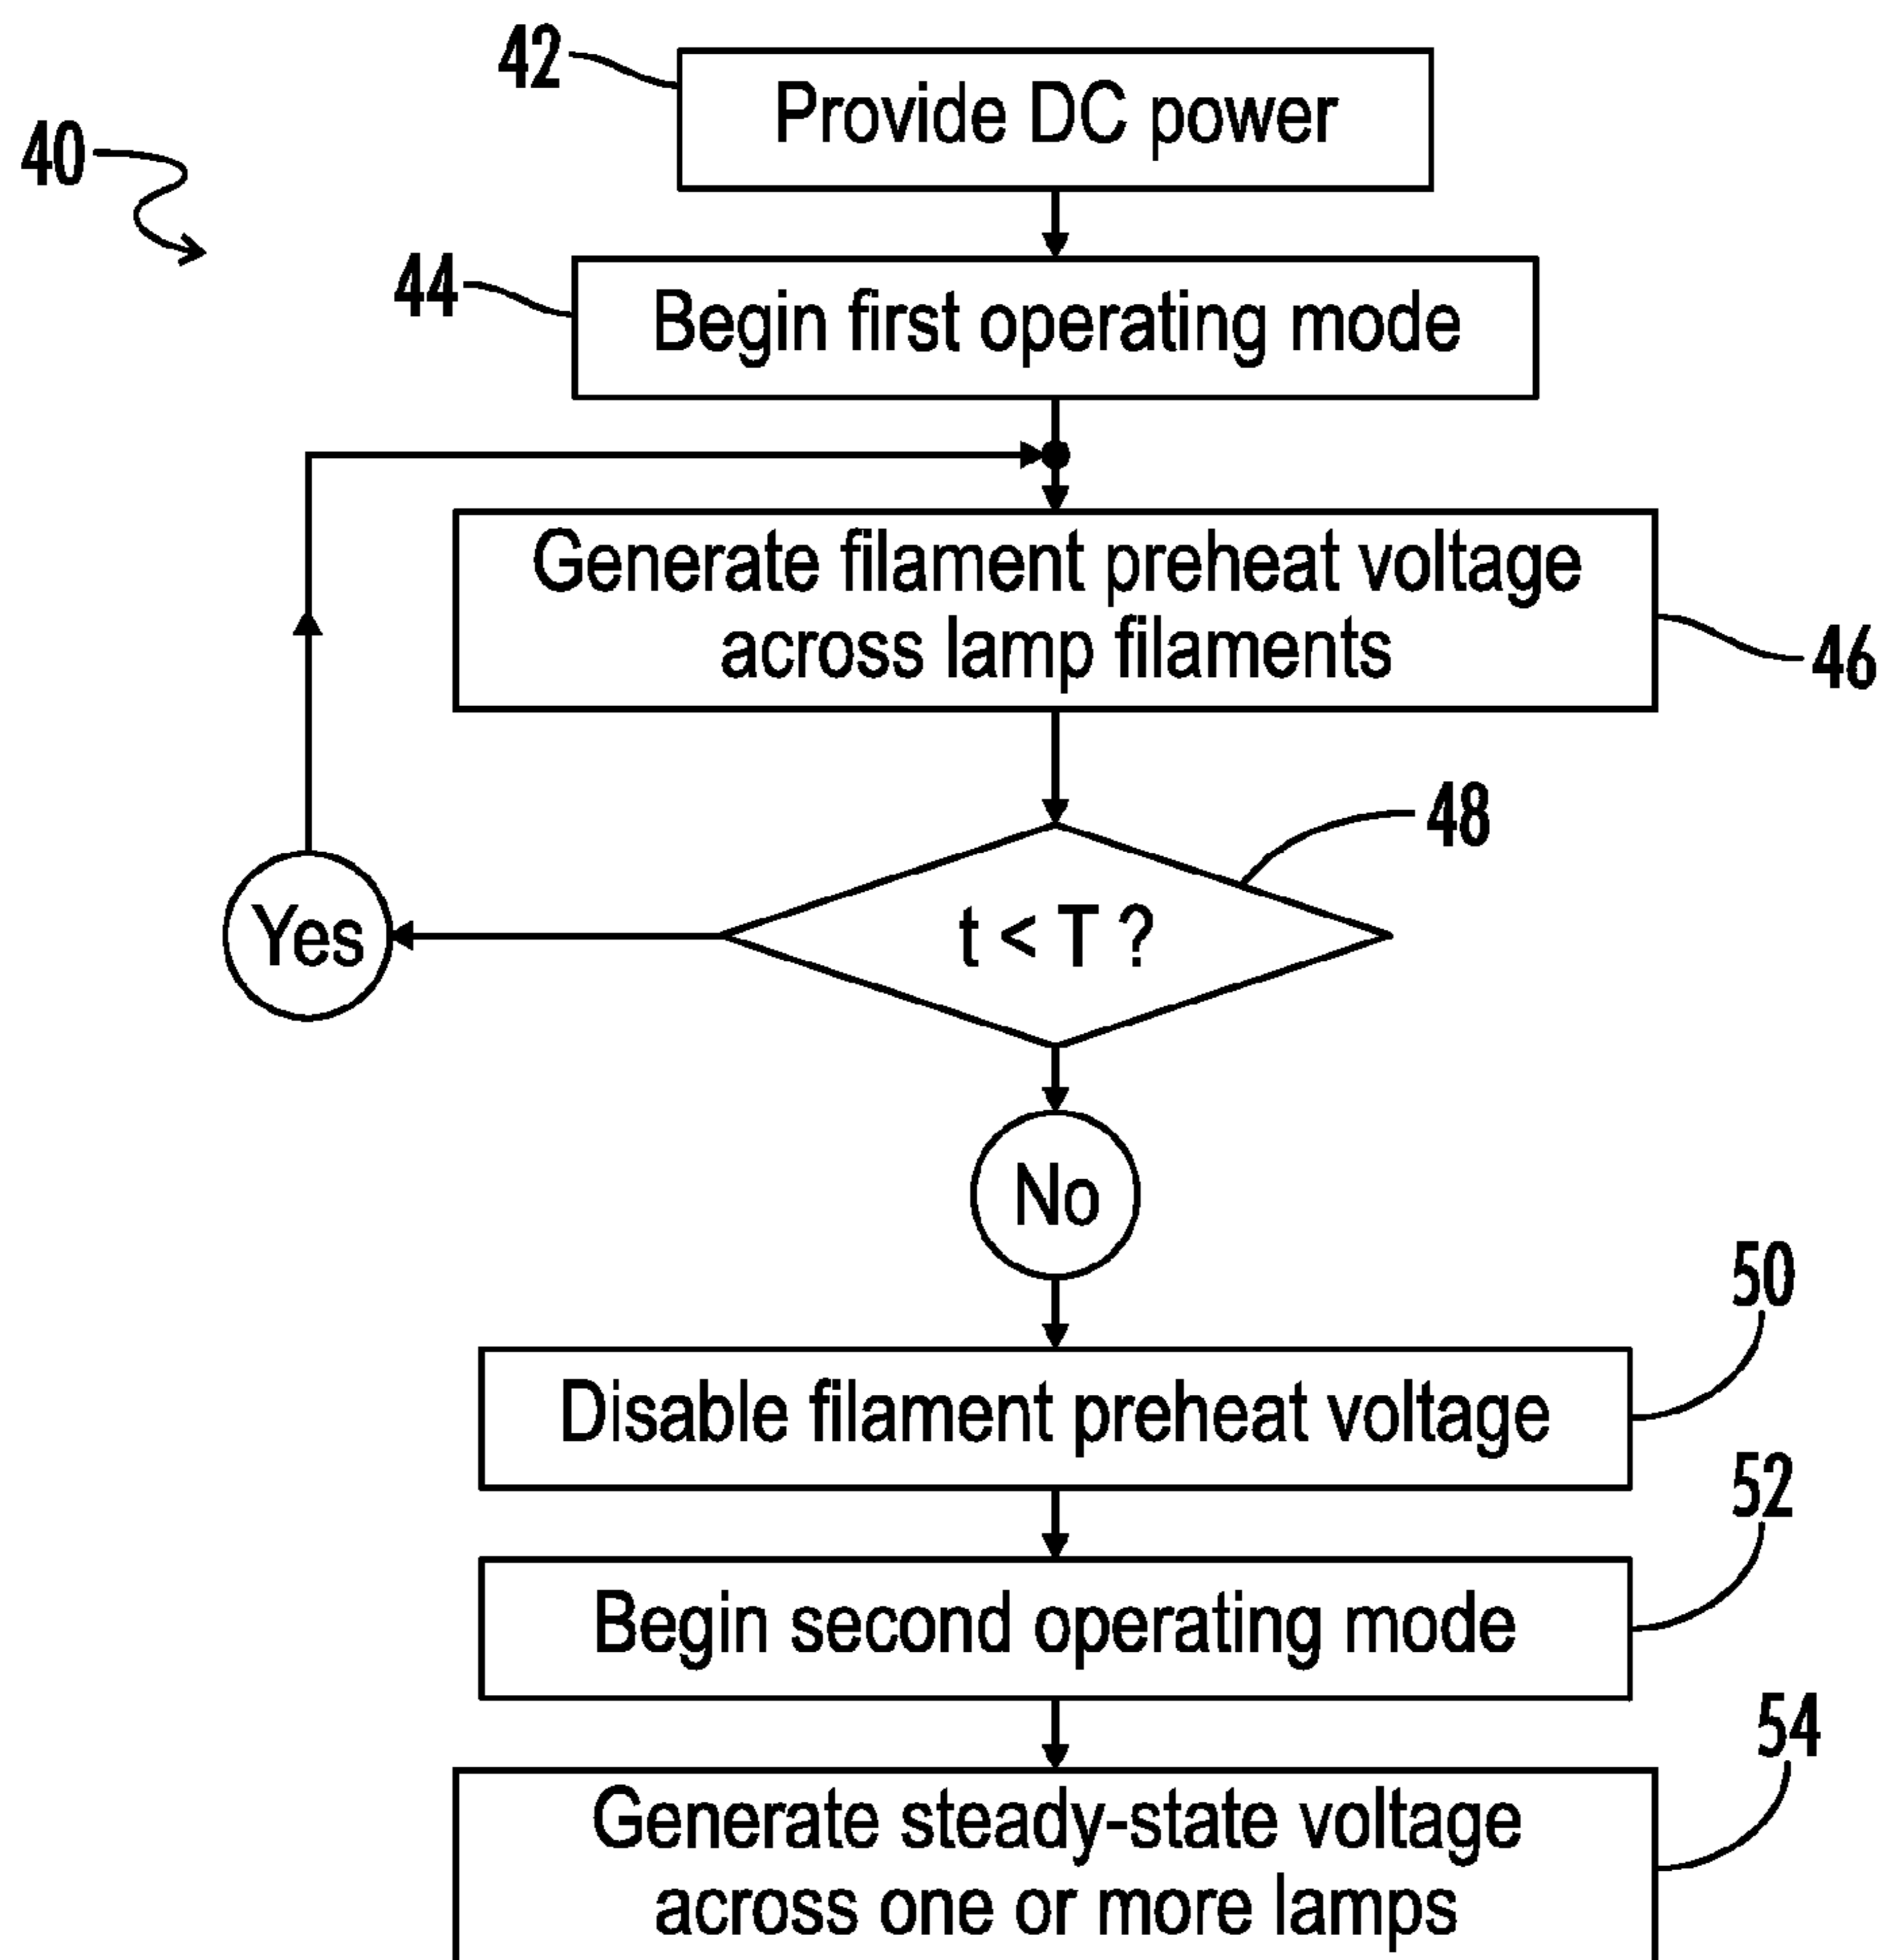 42
Provide DC power
40
44
Begin first operating mode
Generate filament preheat voltage
across lamp filaments
46
48
t < T ?
Yes
No
50
Disable filament preheat voltage
52
Begin second operating mode
54
Generate steady-state voltage
across one or more lamps